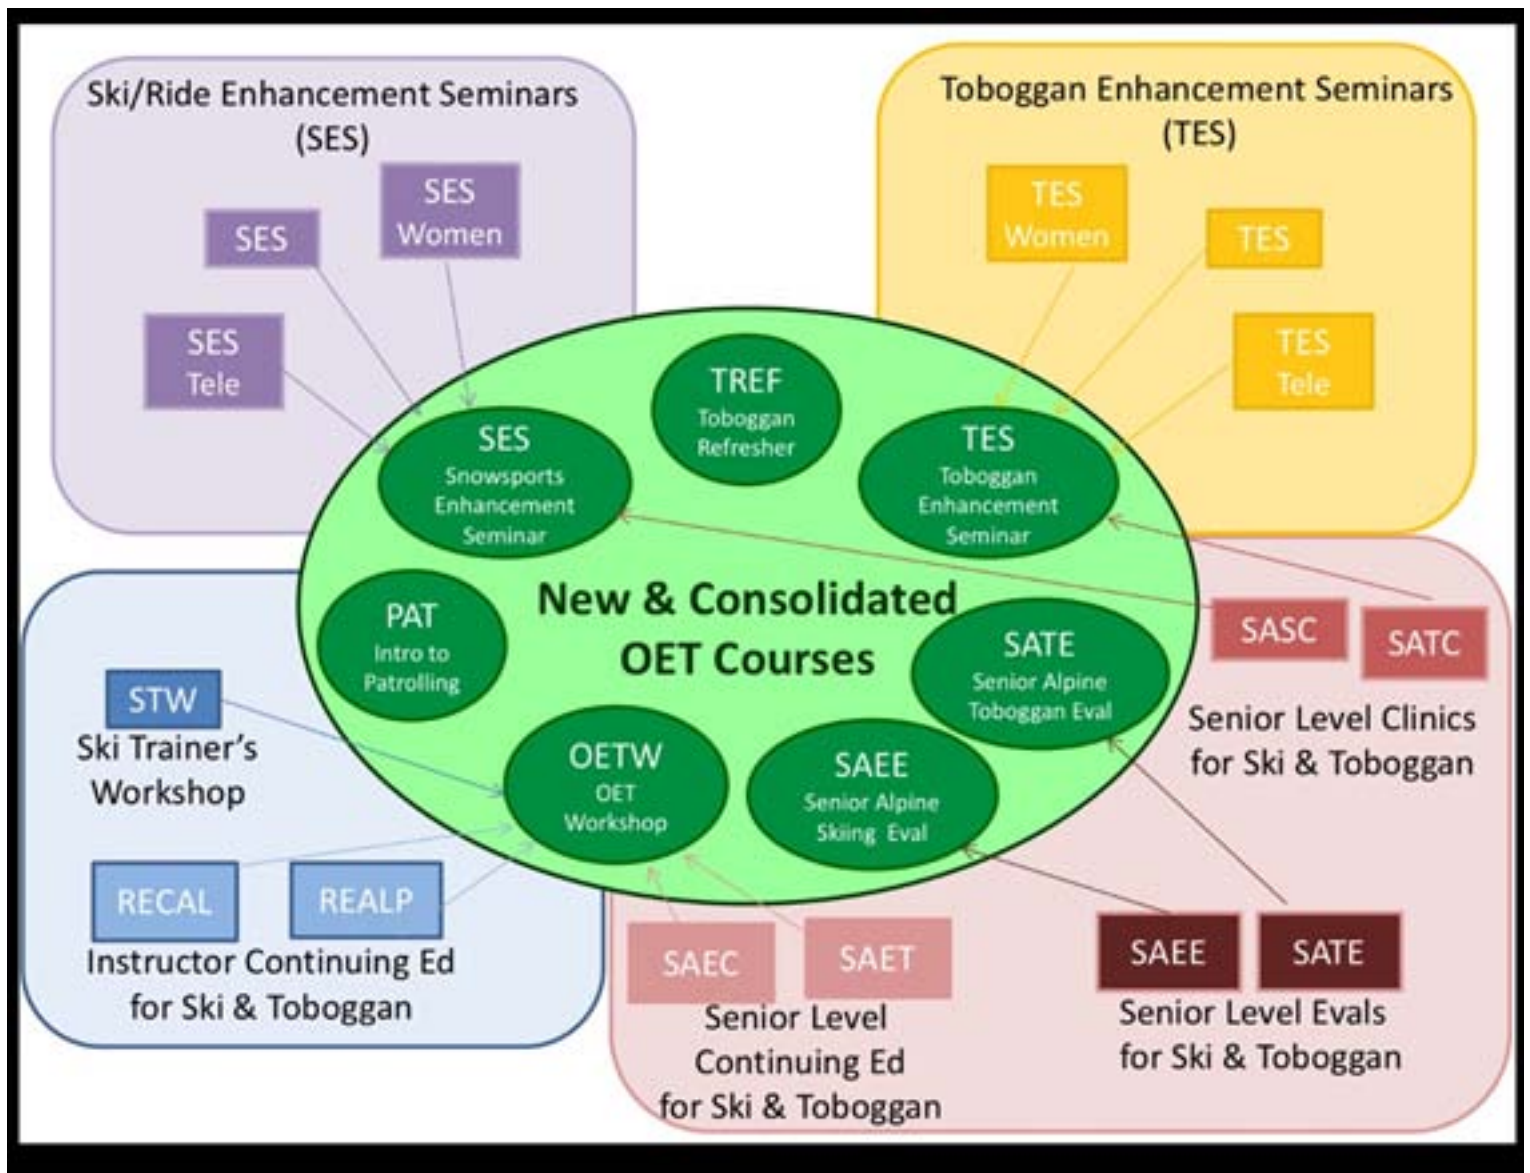 Ski/Ride Enhancement Seminars
(SES)
SES
Women
SES
SES
Tele
Toboggan Enhancement Seminars
(TES)
TES
Women
TES
TES
Tele
TREF
Toboggan
Refresher
SES
Snowsports
Enhancement
Seminar
TES
Toboggan
Enhancement
Seminar
New & Consolidated
OET Courses
PAT
Intro to
Patrolling
SATE
Senior Alpine
Toboggan Eval
OETW
OET
Workshop
SAEE
Senior Alpine
Skiing Eval
STW
Ski Trainer's
Workshop
RECAL
REALP
Instructor Continuing Ed
for Ski & Toboggan
SASC
SATC
Senior Level Clinics
for Ski & Toboggan
SAEC
SAET
Senior Level
Continuing Ed
for Ski & Toboggan
SAEE
SATE
Senior Level Evals
for Ski & Toboggan